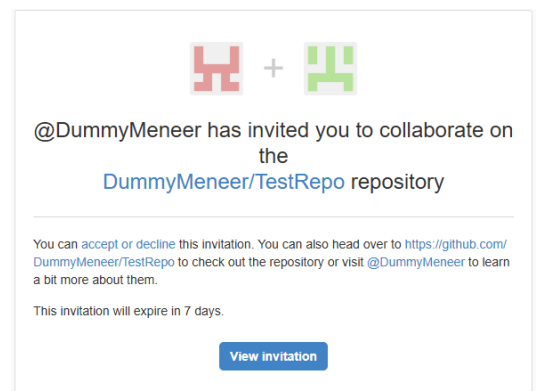 +
@DummyMeneer has invited you to collaborate on
the
DummyMeneer/TestRepo repository
You can accept or decline this invitation. You can also head over to https://github.com/
DummyMeneer/TestRepo to check out the repository or visit @DummyMeneer to learn
a bit more about them.
This invitation will expire in 7 days.
View invitation